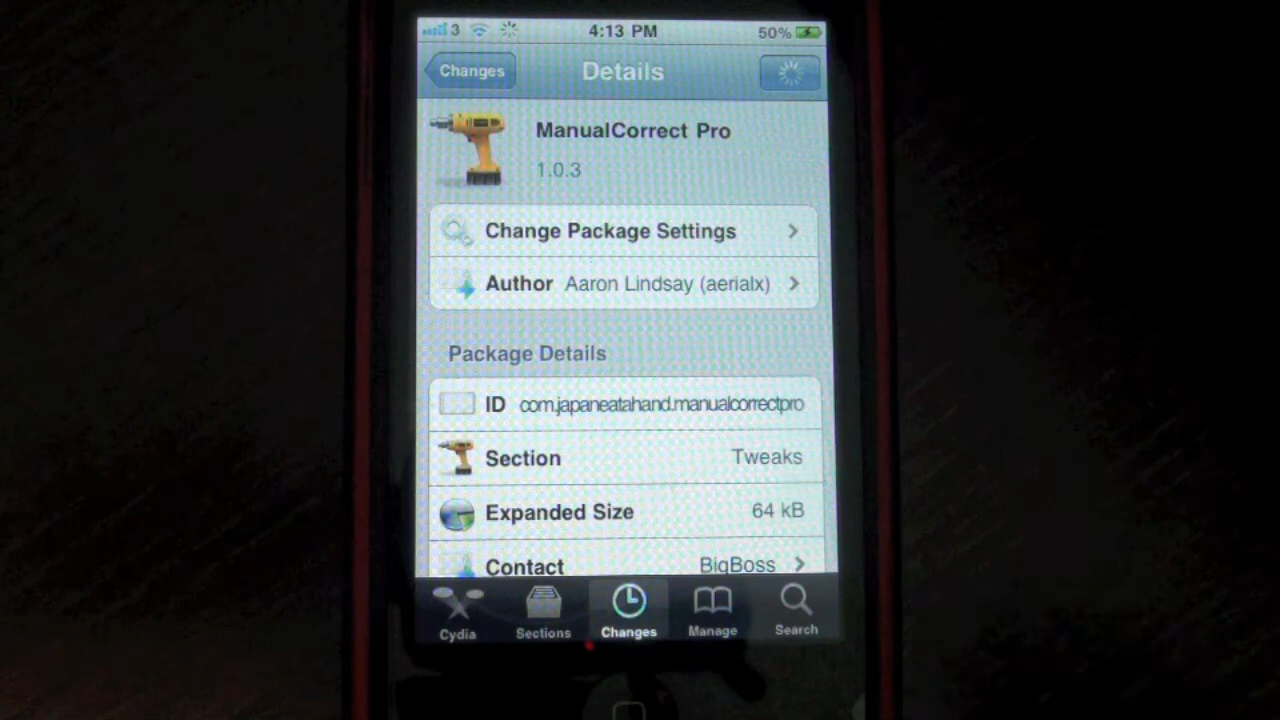 3 4:13 PM 50%
Changes Details
ManualCorrect Pro
1.0.3
Change Package Settings
Author Aaron Lindsay (aerialx)
Package Details
ID com.japaneatahand.manualcorrectpro
Section Tweaks
Expanded Size 64 kB
Contact BigBoss
Cydia Sections Changes Manage Search